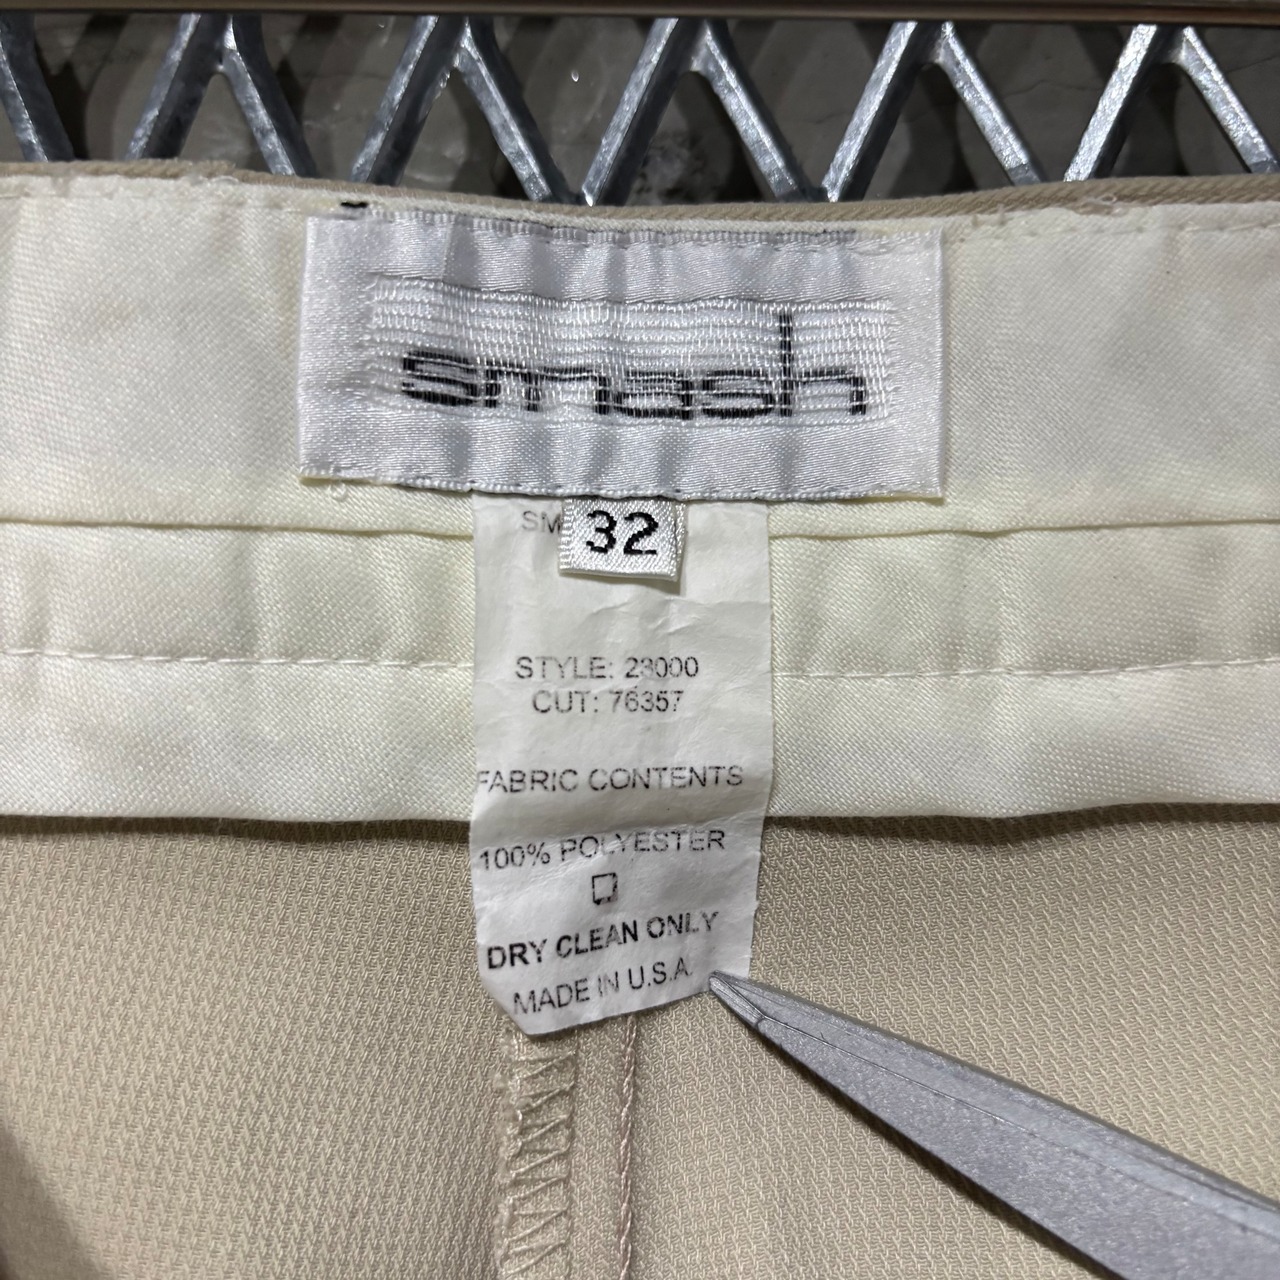 smash
SM
32
STYLE: 23000
CUT: 76357
FABRIC CONTENTS
100% POLYESTER
DRY CLEAN ONLY
MADE IN U.S.A.